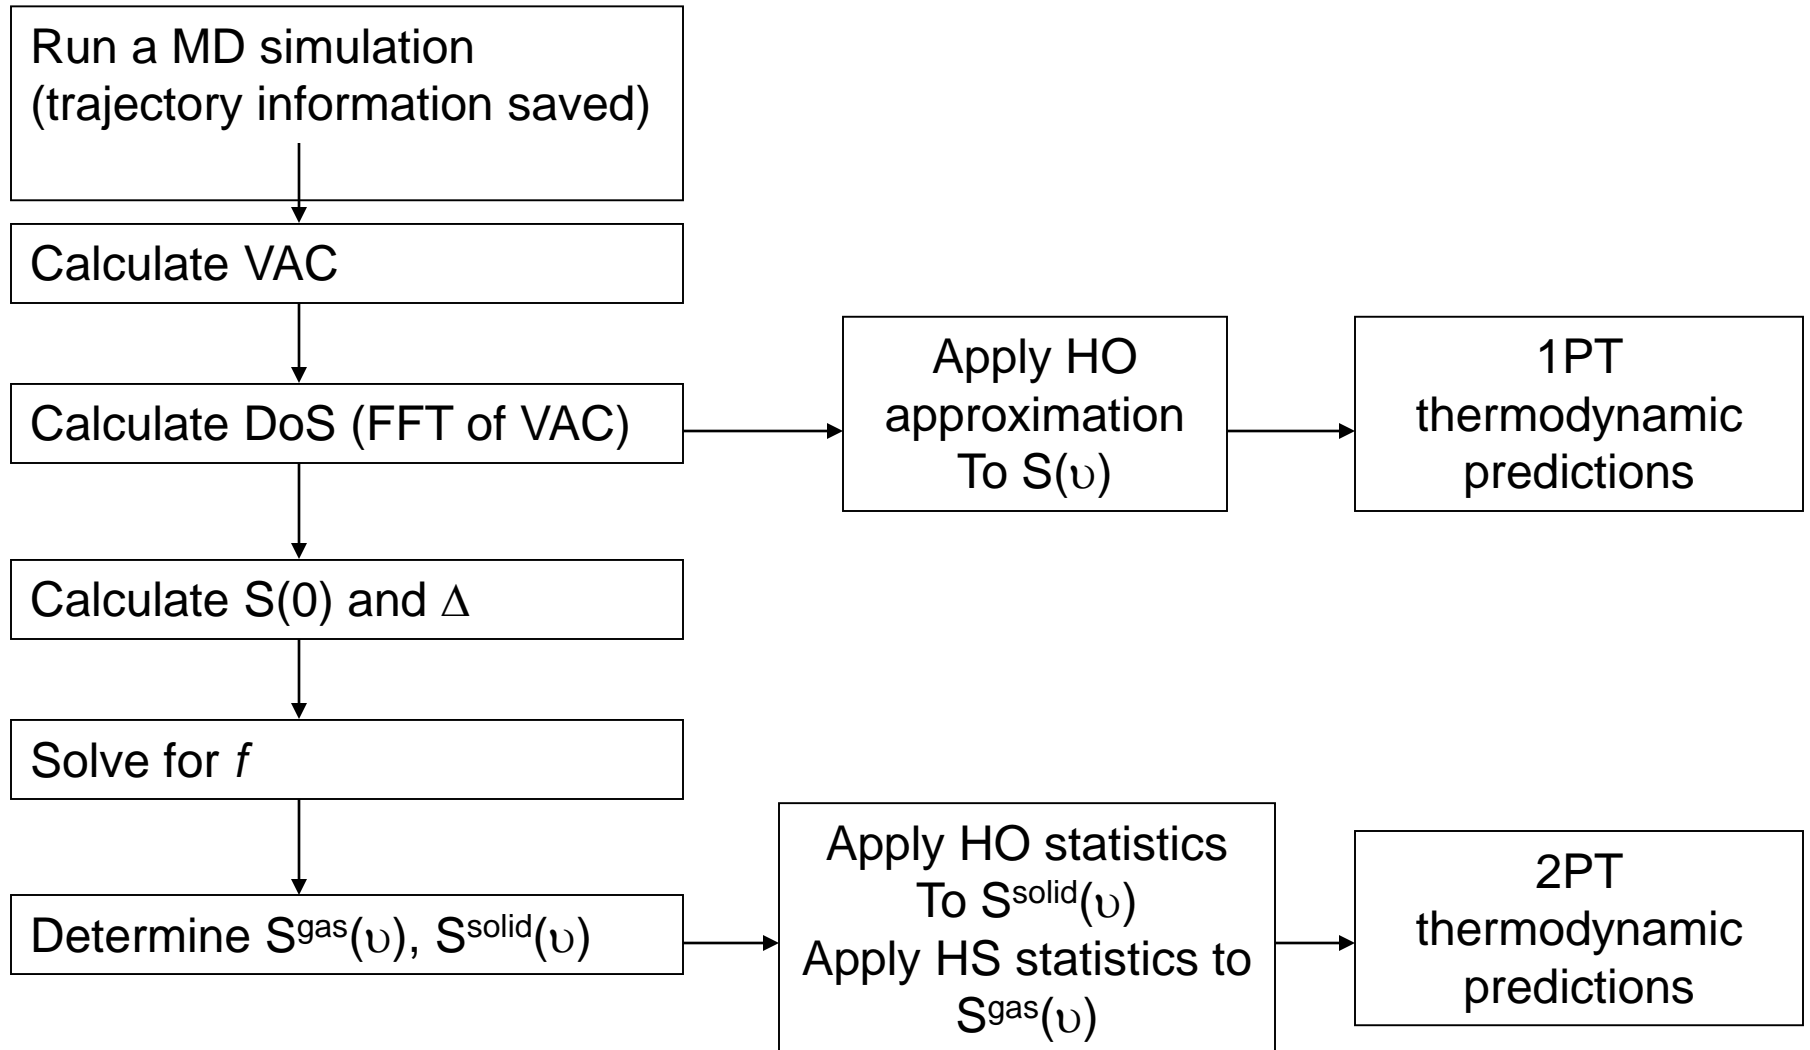 Run a MD simulation
(trajectory information saved)
Calculate VAC
Calculate DoS (FFT of VAC)
Apply HO
approximation
To S(υ)
1PT
thermodynamic
predictions
Calculate S(0) and Δ
Solve for f
Determine Sgas(υ), Ssolid(υ)
Apply HO statistics
To Ssolid(υ)
Apply HS statistics to
Sgas(υ)
2PT
thermodynamic
predictions